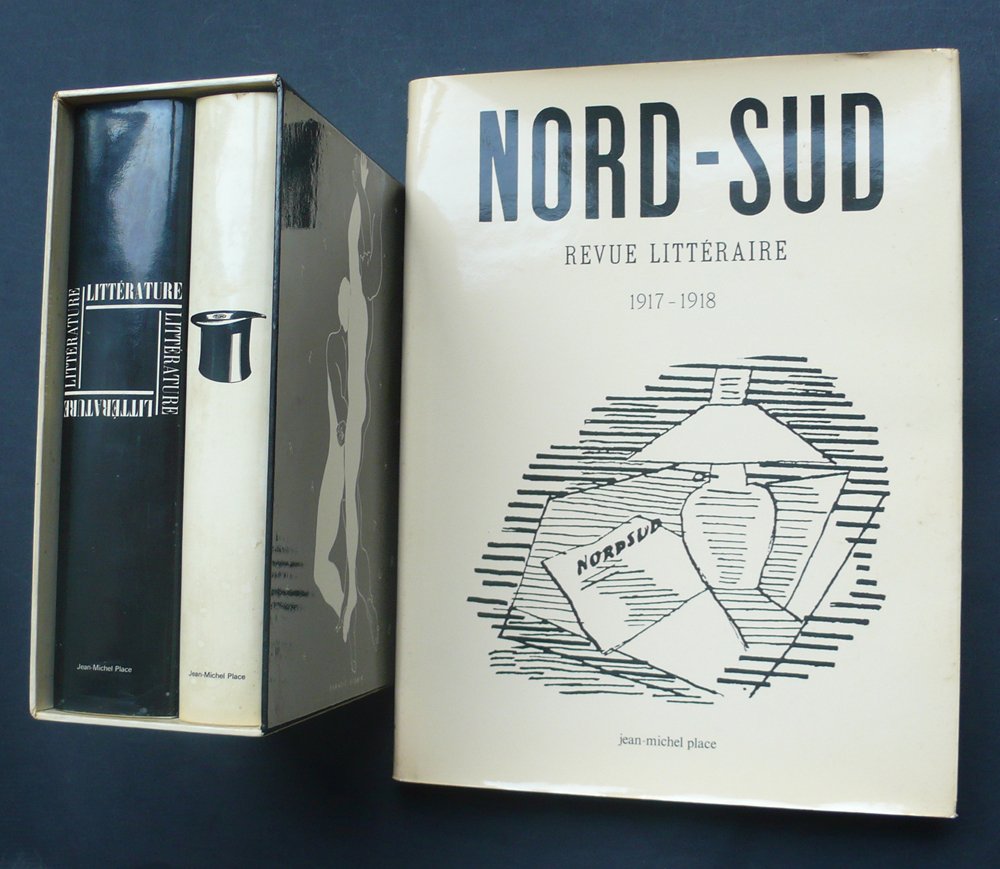 LITTÉRATURE
LITTÉRATURE
LITTÉRATURE
LITTÉRATURE
Jean-Michel Place
Jean-Michel Place
NORD-SUD
REVUE LITTÉRAIRE
1917-1918
NORDSUD
jean-michel place